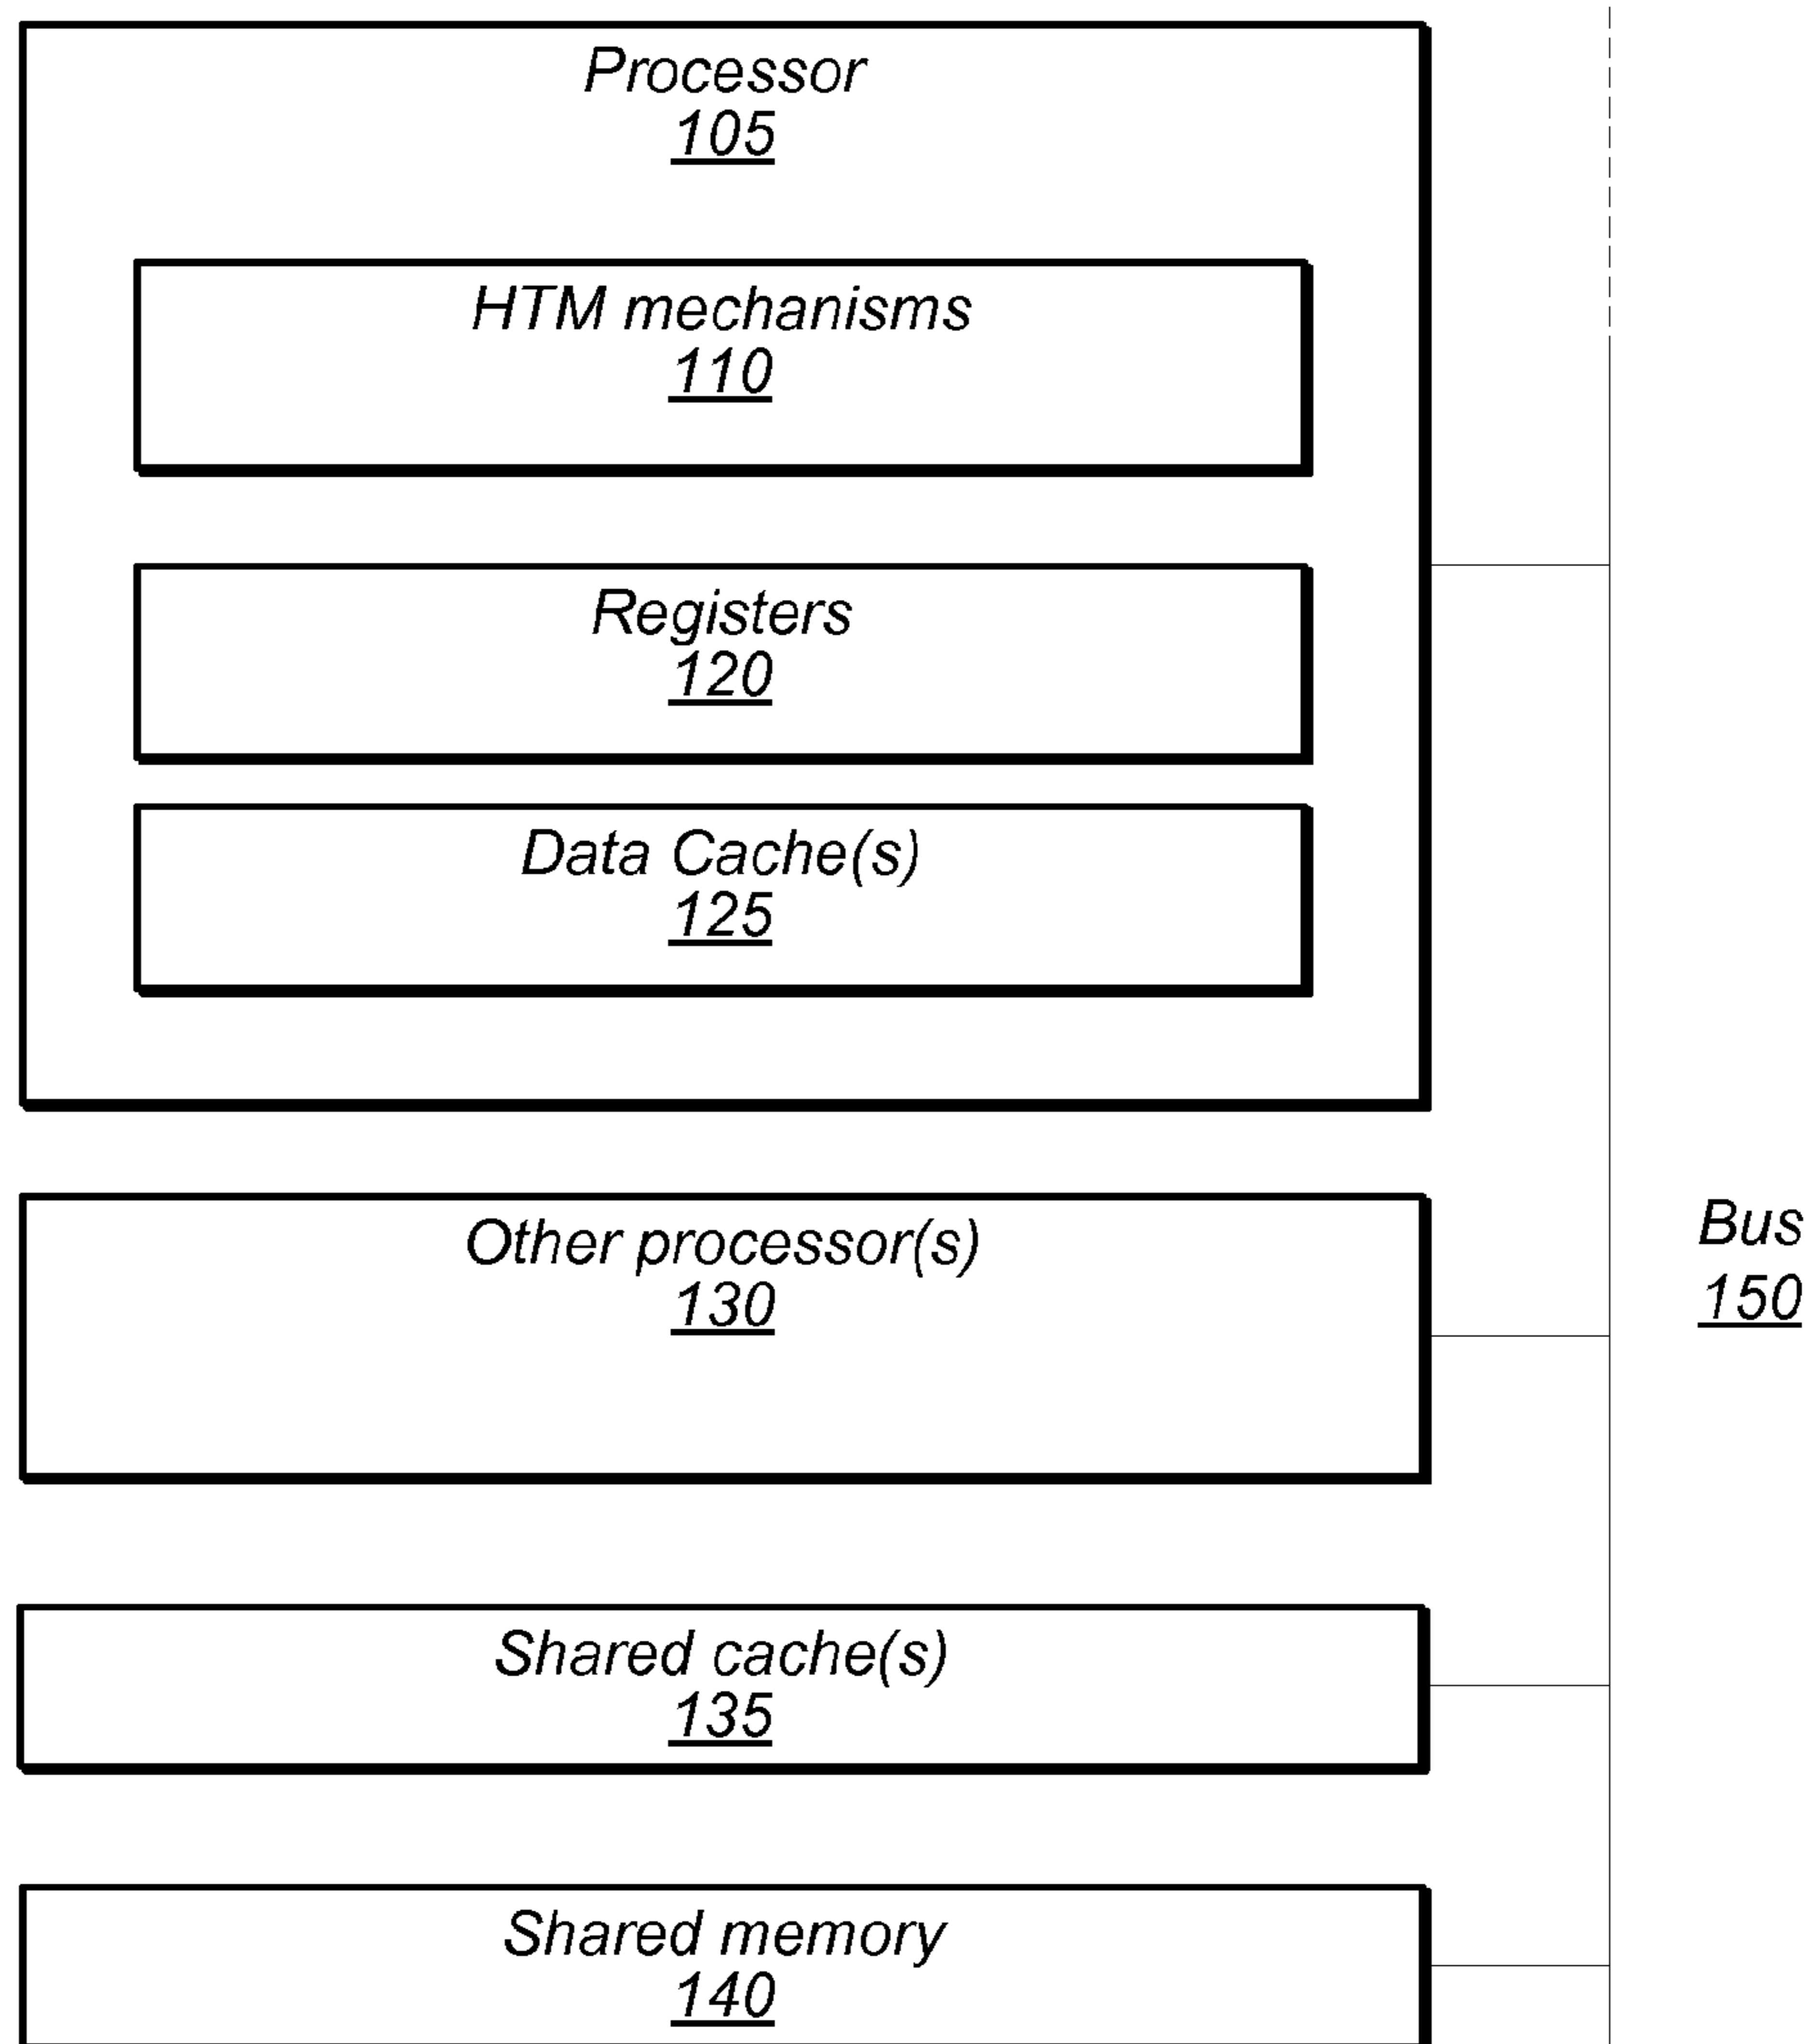 Processor
105
HTM mechanisms
110
Registers
120
Data Cache(s)
125
Other processor(s)
130
Bus
150
Shared cache(s)
135
Shared memory
140